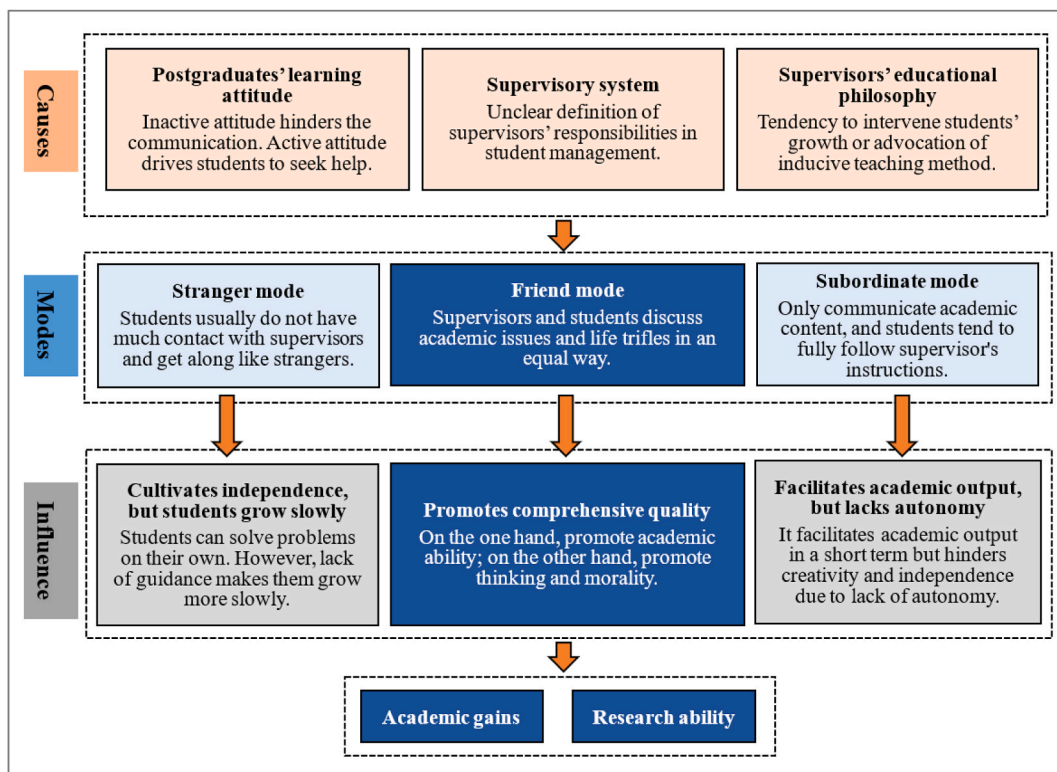 Causes
Postgraduates’ learning
attitude
Inactive attitude hinders the
communication. Active attitude
drives students to seek help.
Supervisory system
Unclear definition of
supervisors’ responsibilities in
student management.
Supervisors’ educational
philosophy
Tendency to intervene students’
growth or advocation of
inducive teaching method.
Modes
Stranger mode
Students usually do not have
much contact with supervisors
and get along like strangers.
Friend mode
Supervisors and students discuss
academic issues and life trifles in an
equal way.
Subordinate mode
Only communicate academic
content, and students tend to
fully follow supervisor's
instructions.
Influence
Cultivates independence,
but students grow slowly
Students can solve problems
on their own. However, lack
of guidance makes them grow
more slowly.
Promotes comprehensive quality
On the one hand, promote academic
ability; on the other hand, promote
thinking and morality.
Facilitates academic output,
but lacks autonomy
It facilitates academic output
in a short term but hinders
creativity and independence
due to lack of autonomy.
Academic gains
Research ability